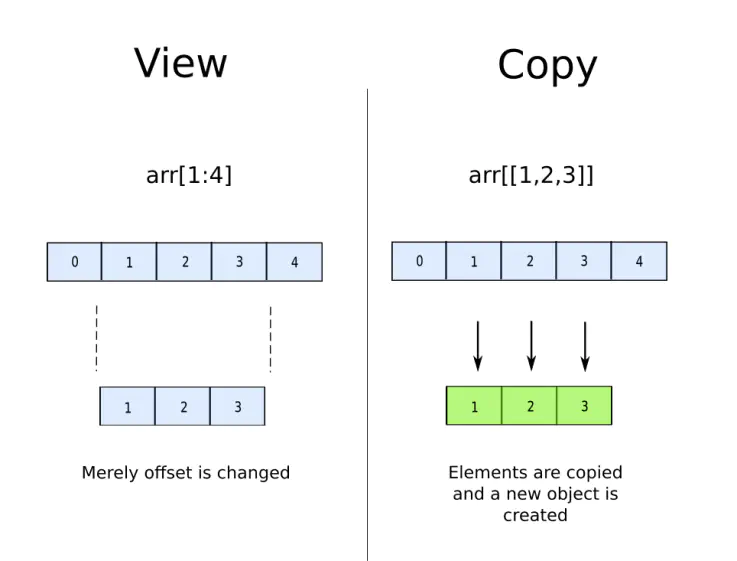 View
arr[1:4]
0 1 2 3 4
1 2 3
Merely offset is changed
Copy
arr[[1,2,3]]
0 1 2 3 4
1 2 3
Elements are copied
and a new object is
created